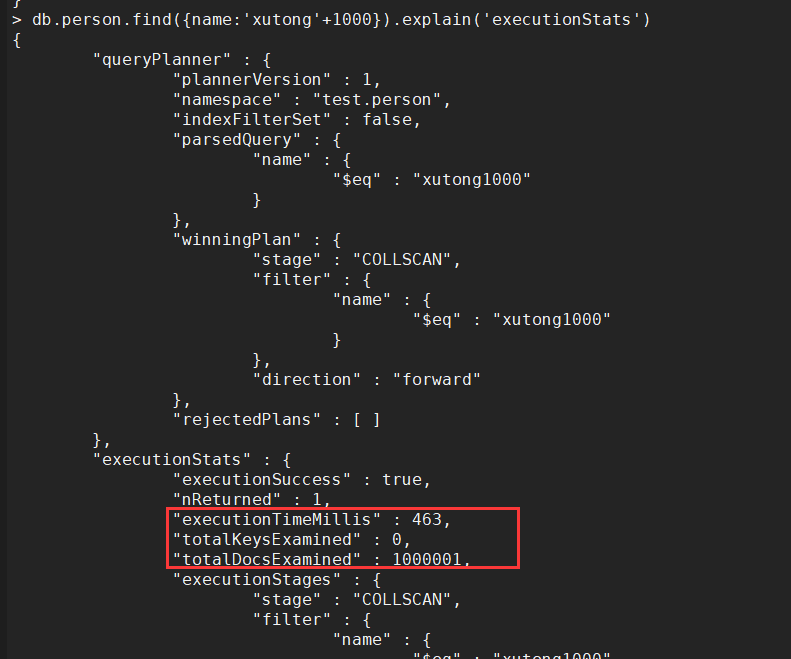 }
> db.person.find({name:'xutong'+1000}).explain('executionStats')
{
"queryPlanner" : {
"plannerVersion" : 1,
"namespace" : "test.person",
"indexFilterSet" : false,
"parsedQuery" : {
"name" : {
"$eq" : "xutong1000"
}
},
"winningPlan" : {
"stage" : "COLLSCAN",
"filter" : {
"name" : {
"$eq" : "xutong1000"
}
},
"direction" : "forward"
},
"rejectedPlans" : [ ]
},
"executionStats" : {
"executionSuccess" : true,
"nReturned" : 1,
"executionTimeMillis" : 463,
"totalKeysExamined" : 0,
"totalDocsExamined" : 1000001,
"executionStages" : {
"stage" : "COLLSCAN",
"filter" : {
"name" : {
"$eq" : "xutong1000"